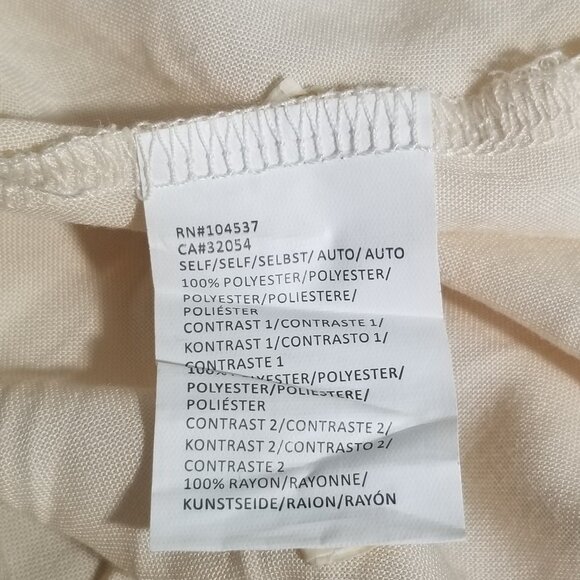 RN#104537
CA#32054
SELF/SELF/SELBST/ AUTO/ AUTO
100% POLYESTER/POLYESTER/
POLYESTER/POLIESTERE/
POLIÉSTER
CONTRAST 1/CONTRASTE 1/
KONTRAST 1/CONTRASTO 1/
CONTRASTE 1
100% POLYESTER/POLYESTER/
POLYESTER/POLIESTERE/
POLIÉSTER
CONTRAST 2/CONTRASTE 2/
KONTRAST 2/CONTRASTO 2/
CONTRASTE 2
100% RAYON/RAYONNE/
KUNSTSEIDE/RAION/RAYÓN